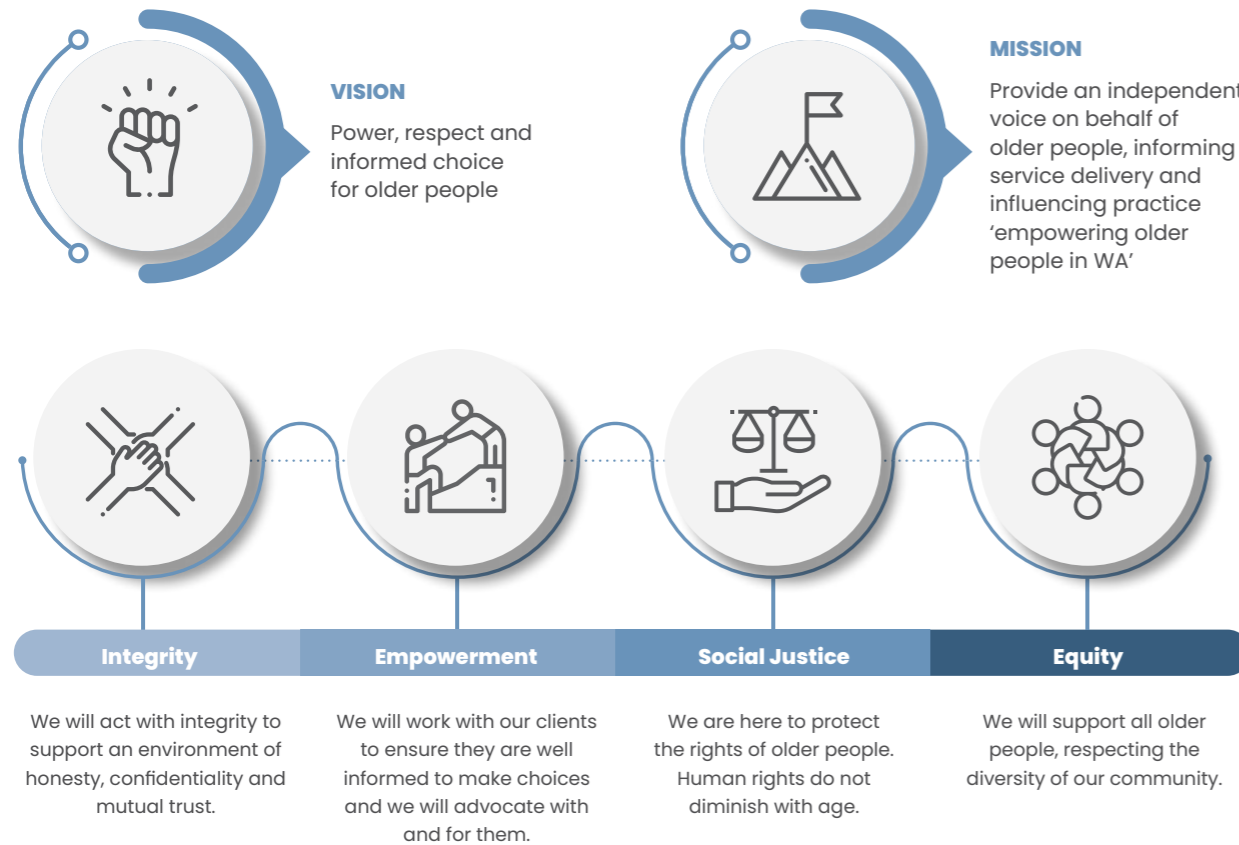 VISION
Power, respect and
informed choice
for older people
MISSION
Provide an independent
voice on behalf of
older people, informing
service delivery and
influencing practice
‘empowering older
people in WA’
Integrity
We will act with integrity to
support an environment of
honesty, confidentiality and
mutual trust.
Empowerment
We will work with our clients
to ensure they are well
informed to make choices
and we will advocate with
and for them.
Social Justice
We are here to protect
the rights of older people.
Human rights do not
diminish with age.
Equity
We will support all older
people, respecting the
diversity of our community.